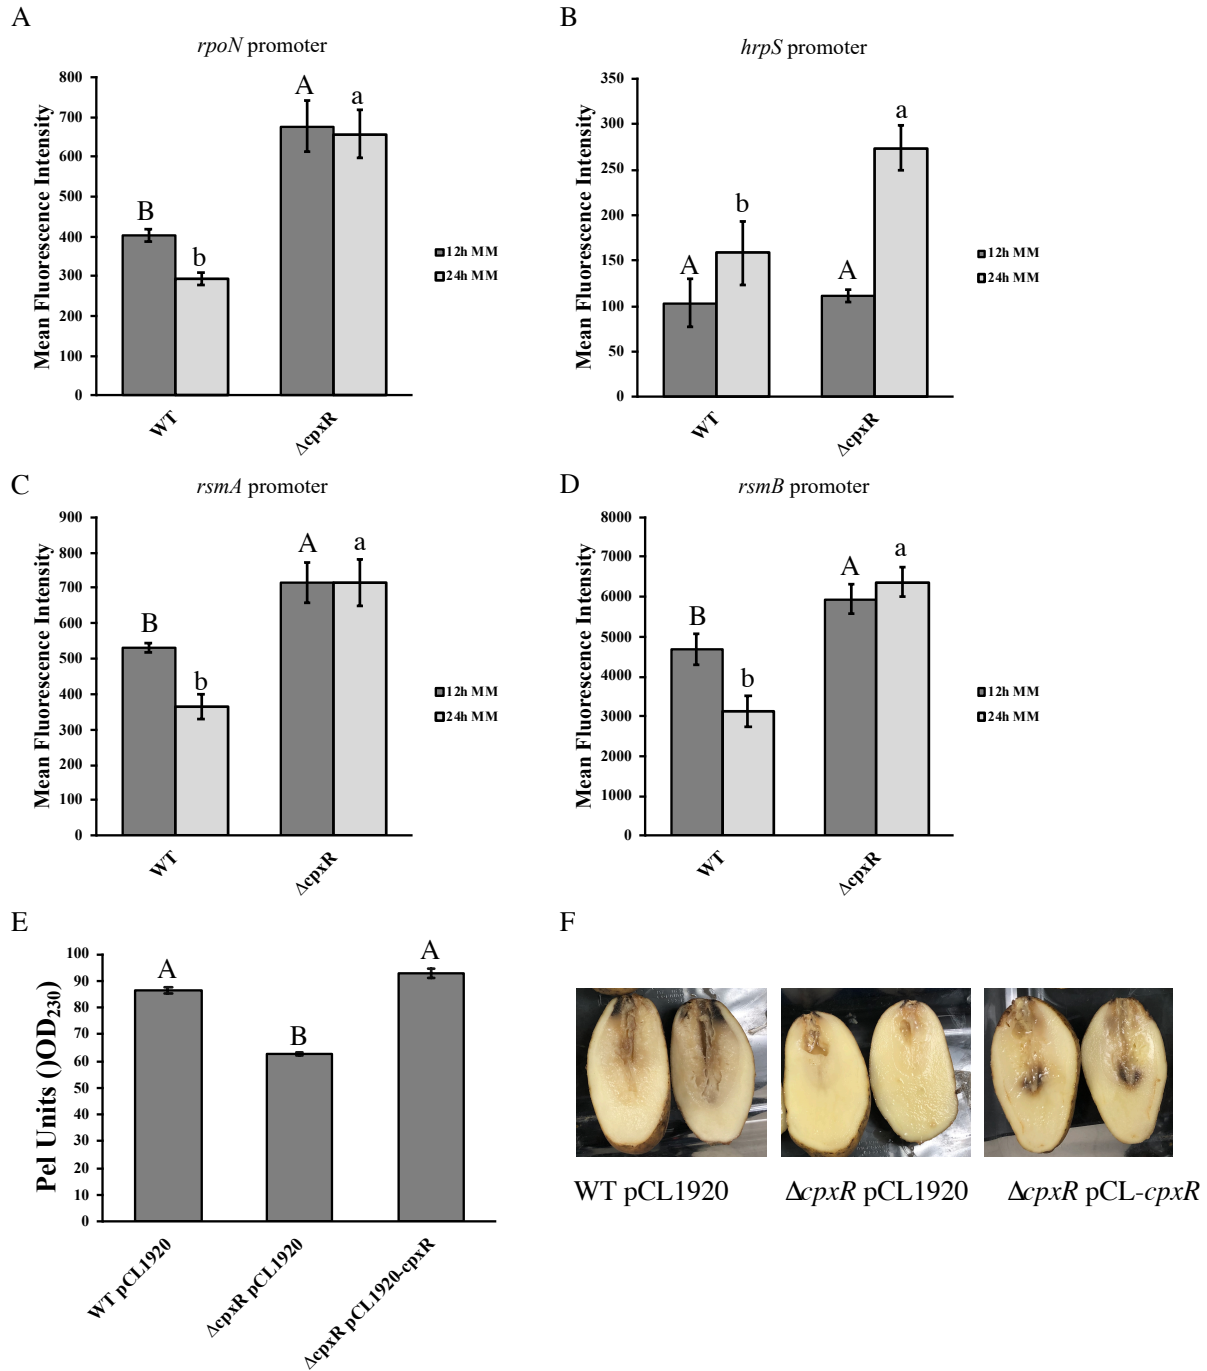 A
rpoN promoter
Mean Fluorescence Intensity
800
700
600
500
400
300
200
100
0
B
b
A
a
WT
ΔcpxR
12h MM
24h MM
B
hrpS promoter
Mean Fluorescence Intensity
350
300
250
200
150
100
50
0
A
b
A
a
WT
ΔcpxR
12h MM
24h MM
C
rsmA promoter
Mean Fluorescence Intensity
900
800
700
600
500
400
300
200
100
0
B
b
A
a
WT
ΔcpxR
12h MM
24h MM
D
rsmB promoter
Mean Fluorescence Intensity
8000
7000
6000
5000
4000
3000
2000
1000
0
B
b
A
a
WT
ΔcpxR
12h MM
24h MM
E
Pel Units ()OD230)
100
90
80
70
60
50
40
30
20
10
0
A
B
A
WT pCL1920
ΔcpxR pCL1920
ΔcpxR pCL1920-cpxR
F
WT pCL1920
ΔcpxR pCL1920
ΔcpxR pCL-cpxR